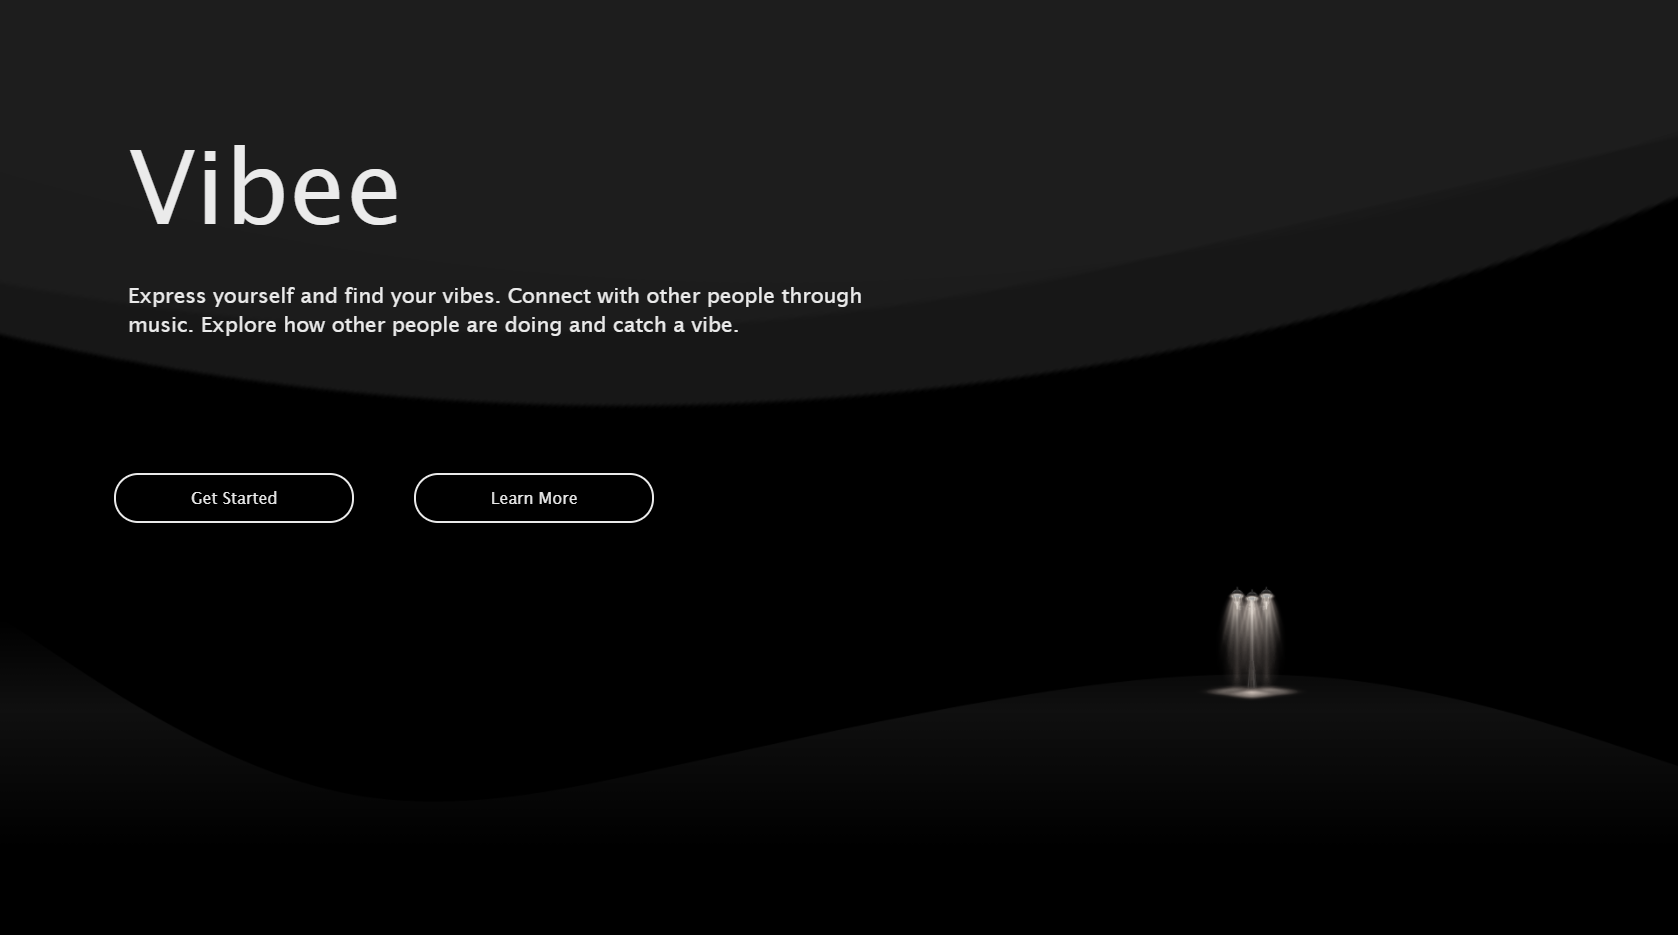 Vibee
Express yourself and find your vibes. Connect with other people through
music. Explore how other people are doing and catch a vibe.
Get Started
Learn More